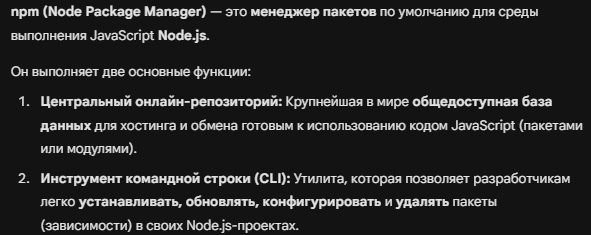 npm (Node Package Manager) — это менеджер пакетов по умолчанию для среды
выполнения JavaScript Node.js.
Он выполняет две основные функции:
1. Центральный онлайн-репозиторий: Крупнейшая в мире общедоступная база
данных для хостинга и обмена готовым к использованию кодом JavaScript (пакетами
или модулями).
2. Инструмент командной строки (CLI): Утилита, которая позволяет разработчикам
легко устанавливать, обновлять, конфигурировать и удалять пакеты
(зависимости) в своих Node.js-проектах.